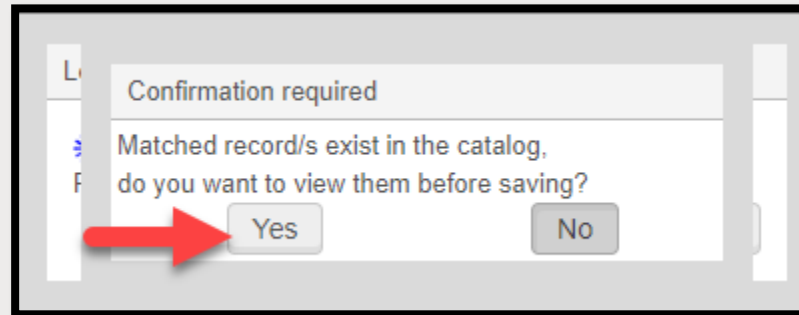 Confirmation required
Matched record/s exist in the catalog,
do you want to view them before saving?
Yes No